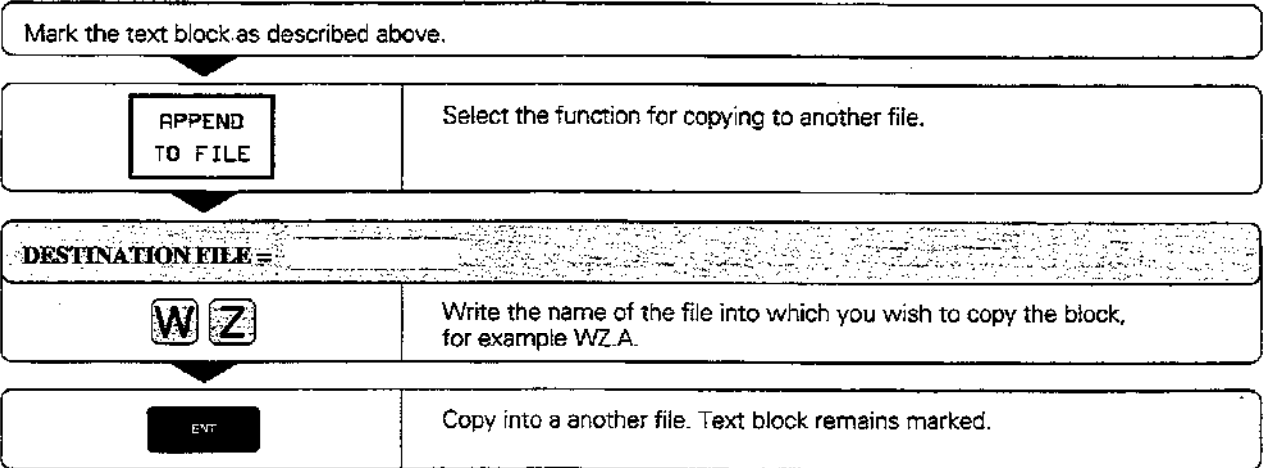 Mark the text block as described above.
APPEND
TO FILE
Select the function for copying to another file.
DESTINATION FILE =
W Z
Write the name of the file into which you wish to copy the block,
for example WZ.A.
ENT
Copy into a another file. Text block remains marked.